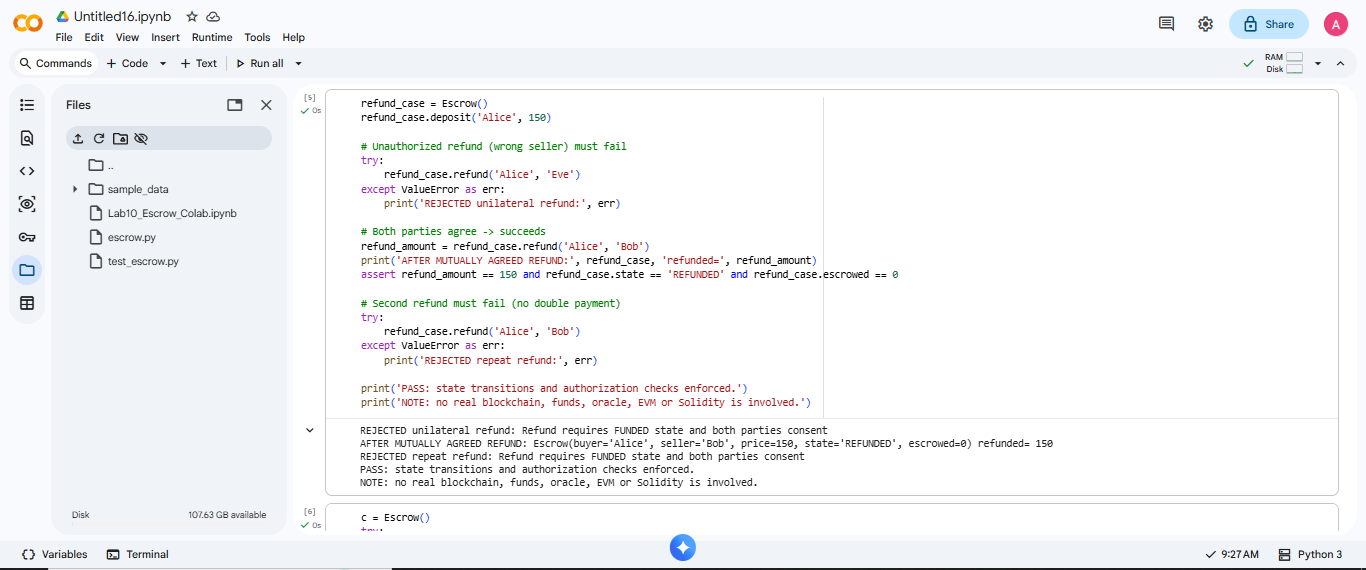 Untitled16.ipynb
File Edit View Insert Runtime Tools Help
Share
A
Commands + Code + Text Run all
RAM
Disk
Files
..
sample_data
Lab10_Escrow_Colab.ipynb
escrow.py
test_escrow.py
Disk 107.63 GB available
[5]
0s
refund_case = Escrow()
refund_case.deposit('Alice', 150)
# Unauthorized refund (wrong seller) must fail
try:
refund_case.refund('Alice', 'Eve')
except ValueError as err:
print('REJECTED unilateral refund:', err)
# Both parties agree -> succeeds
refund_amount = refund_case.refund('Alice', 'Bob')
print('AFTER MUTUALLY AGREED REFUND:', refund_case, 'refunded=', refund_amount)
assert refund_amount == 150 and refund_case.state == 'REFUNDED' and refund_case.escrowed == 0
# Second refund must fail (no double payment)
try:
refund_case.refund('Alice', 'Bob')
except ValueError as err:
print('REJECTED repeat refund:', err)
print('PASS: state transitions and authorization checks enforced.')
print('NOTE: no real blockchain, funds, oracle, EVM or Solidity is involved.')
REJECTED unilateral refund: Refund requires FUNDED state and both parties consent
AFTER MUTUALLY AGREED REFUND: Escrow(buyer='Alice', seller='Bob', price=150, state='REFUNDED', escrowed=0) refunded= 150
REJECTED repeat refund: Refund requires FUNDED state and both parties consent
PASS: state transitions and authorization checks enforced.
NOTE: no real blockchain, funds, oracle, EVM or Solidity is involved.
[6]
0s
c = Escrow()
try:
Variables Terminal
9:27 AM Python 3